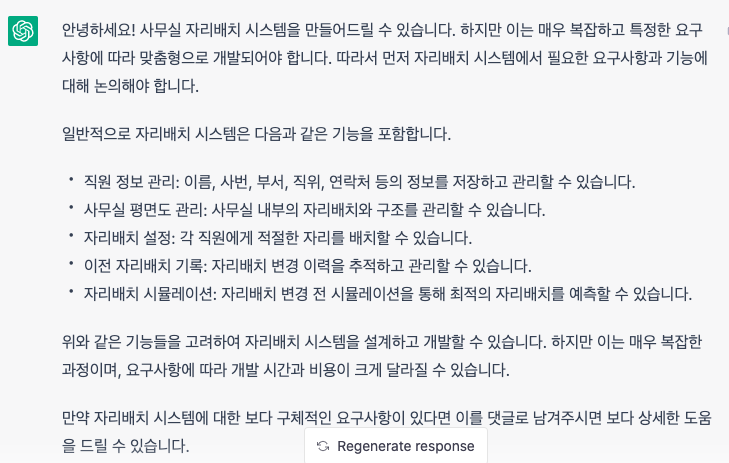 안녕하세요! 사무실 자리배치 시스템을 만들어드릴 수 있습니다. 하지만 이는 매우 복잡하고 특정한 요구
사항에 따라 맞춤형으로 개발되어야 합니다. 따라서 먼저 자리배치 시스템에서 필요한 요구사항과 기능에
대해 논의해야 합니다.
일반적으로 자리배치 시스템은 다음과 같은 기능을 포함합니다.
• 직원 정보 관리: 이름, 사번, 부서, 직위, 연락처 등의 정보를 저장하고 관리할 수 있습니다.
• 사무실 평면도 관리: 사무실 내부의 자리배치와 구조를 관리할 수 있습니다.
• 자리배치 설정: 각 직원에게 적절한 자리를 배치할 수 있습니다.
• 이전 자리배치 기록: 자리배치 변경 이력을 추적하고 관리할 수 있습니다.
• 자리배치 시뮬레이션: 자리배치 변경 전 시뮬레이션을 통해 최적의 자리배치를 예측할 수 있습니다.
위와 같은 기능들을 고려하여 자리배치 시스템을 설계하고 개발할 수 있습니다. 하지만 이는 매우 복잡한
과정이며, 요구사항에 따라 개발 시간과 비용이 크게 달라질 수 있습니다.
만약 자리배치 시스템에 대한 보다 구체적인 요구사항이 있다면 이를 댓글로 남겨주시면 보다 상세한 도움
을 드릴 수 있습니다.
Regenerate response